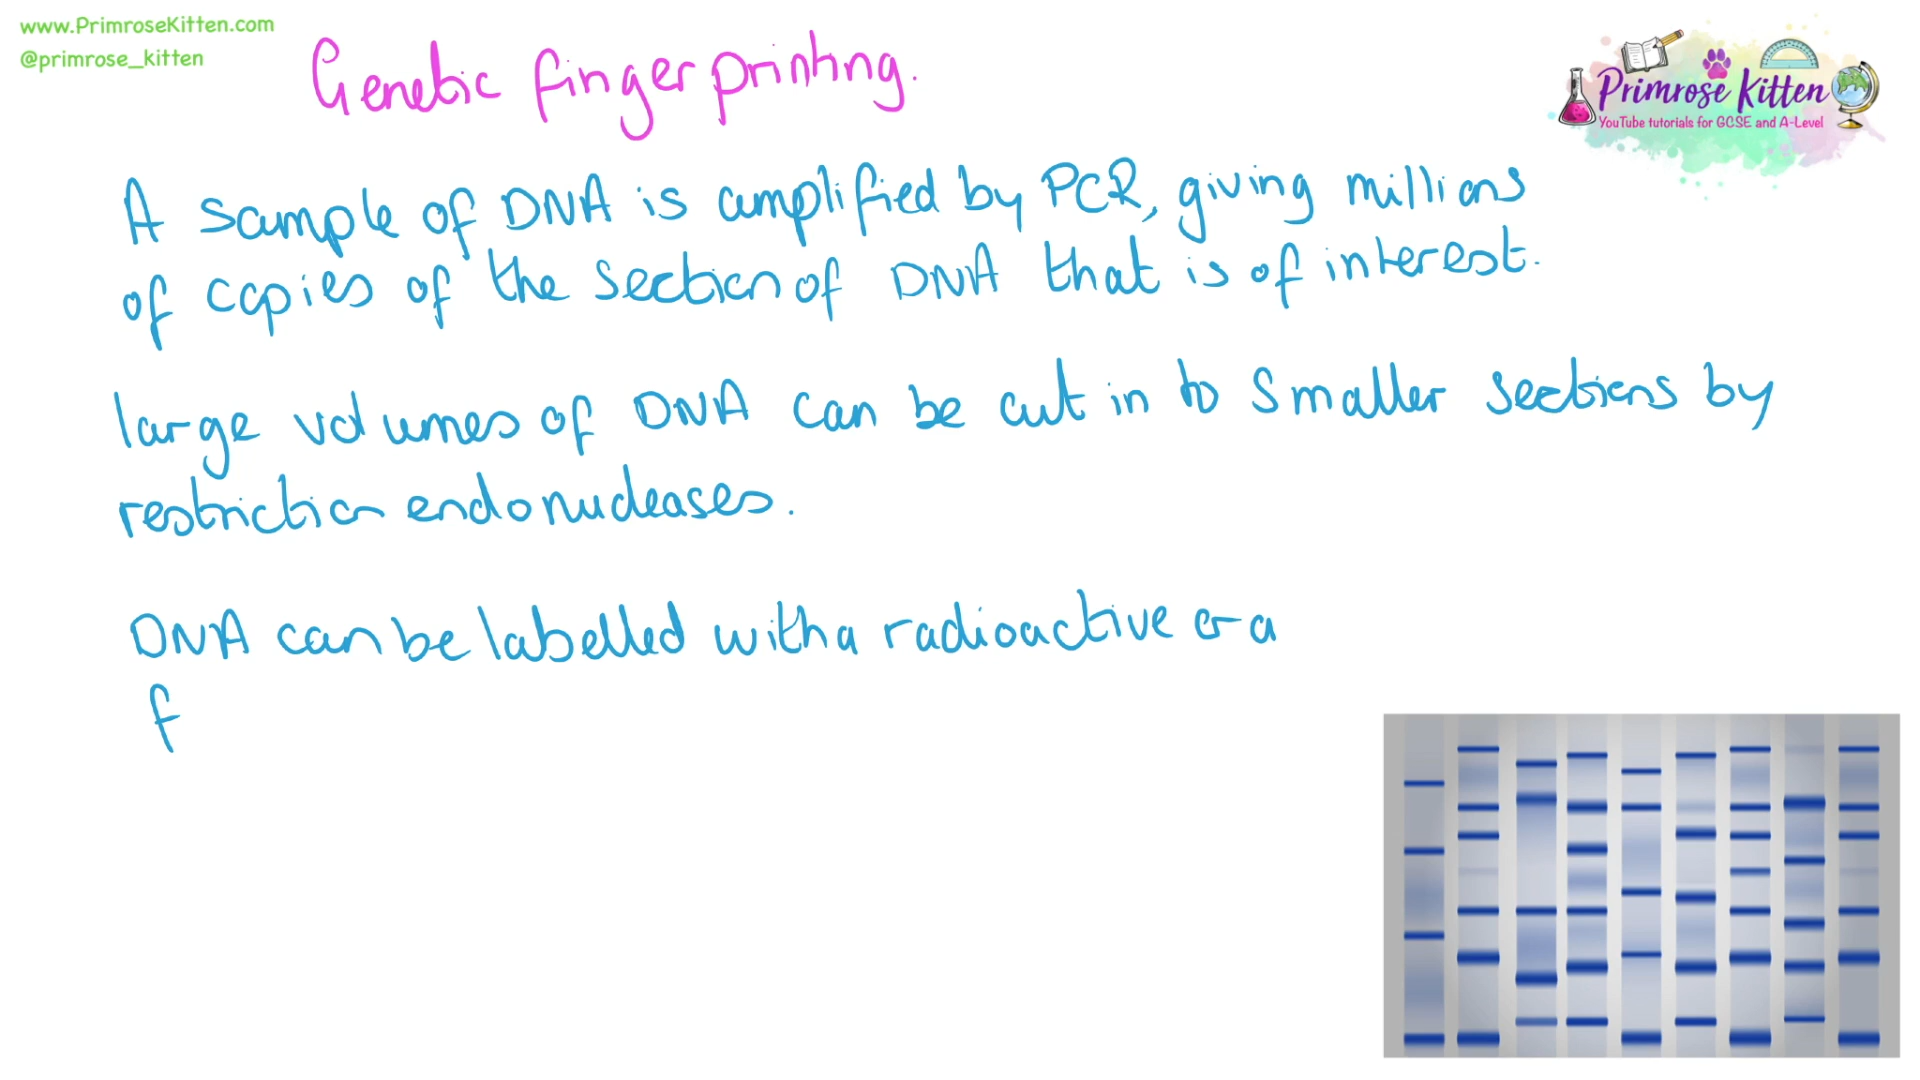 www.PrimroseKitten.com
@primrose_kitten
Genetic fingerprinting.
Primrose Kitten
YouTube tutorials for GCSE and A-Level
A sample of DNA is amplified by PCR, giving millions
of copies of the section of DNA that is of interest.
large volumes of DNA can be cut in to smaller sections by
restriction endonucleases.
DNA can be labelled with a radioactive or a
f